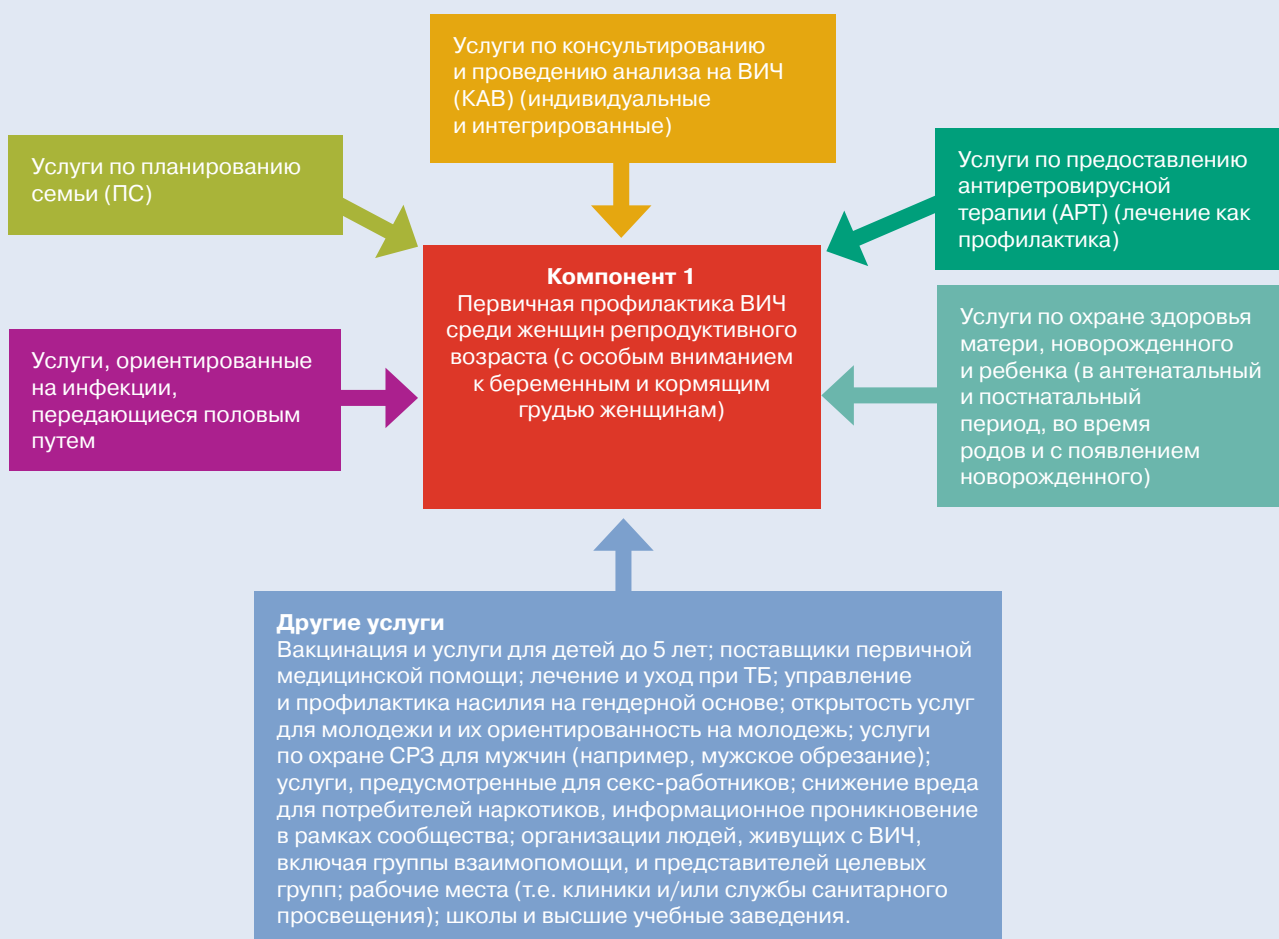 Услуги по консультированию
и проведению анализа на ВИЧ
(КАВ) (индивидуальные
и интегрированные)
Услуги по планированию
семьи (ПС)
Услуги по предоставлению
антиретровирусной
терапии (АРТ) (лечение как
профилактика)
Компонент 1
Первичная профилактика ВИЧ
среди женщин репродуктивного
возраста (с особым вниманием
к беременным и кормящим
грудью женщинам)
Услуги, ориентированные
на инфекции,
передающиеся половым
путем
Услуги по охране здоровья
матери, новорожденного
и ребенка (в антенатальный
и постнатальный
период, во время
родов и с появлением
новорожденного)
Другие услуги
Вакцинация и услуги для детей до 5 лет; поставщики первичной
медицинской помощи; лечение и уход при ТБ; управление
и профилактика насилия на гендерной основе; открытость услуг
для молодежи и их ориентированность на молодежь; услуги
по охране СРЗ для мужчин (например, мужское обрезание);
услуги, предусмотренные для секс-работников; снижение вреда
для потребителей наркотиков, информационное проникновение
в рамках сообщества; организации людей, живущих с ВИЧ,
включая группы взаимопомощи, и представителей целевых
групп; рабочие места (т.е. клиники и/или службы санитарного
просвещения); школы и высшие учебные заведения.